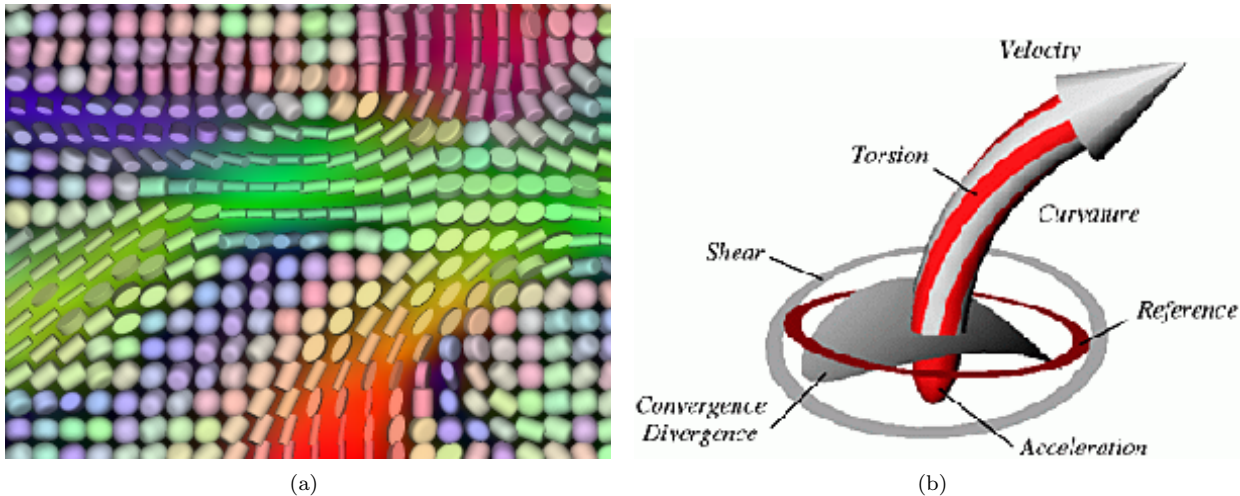 Velocity
Torsion
Curvature
Shear
Reference
Convergence
Divergence
Acceleration
(a)
(b)